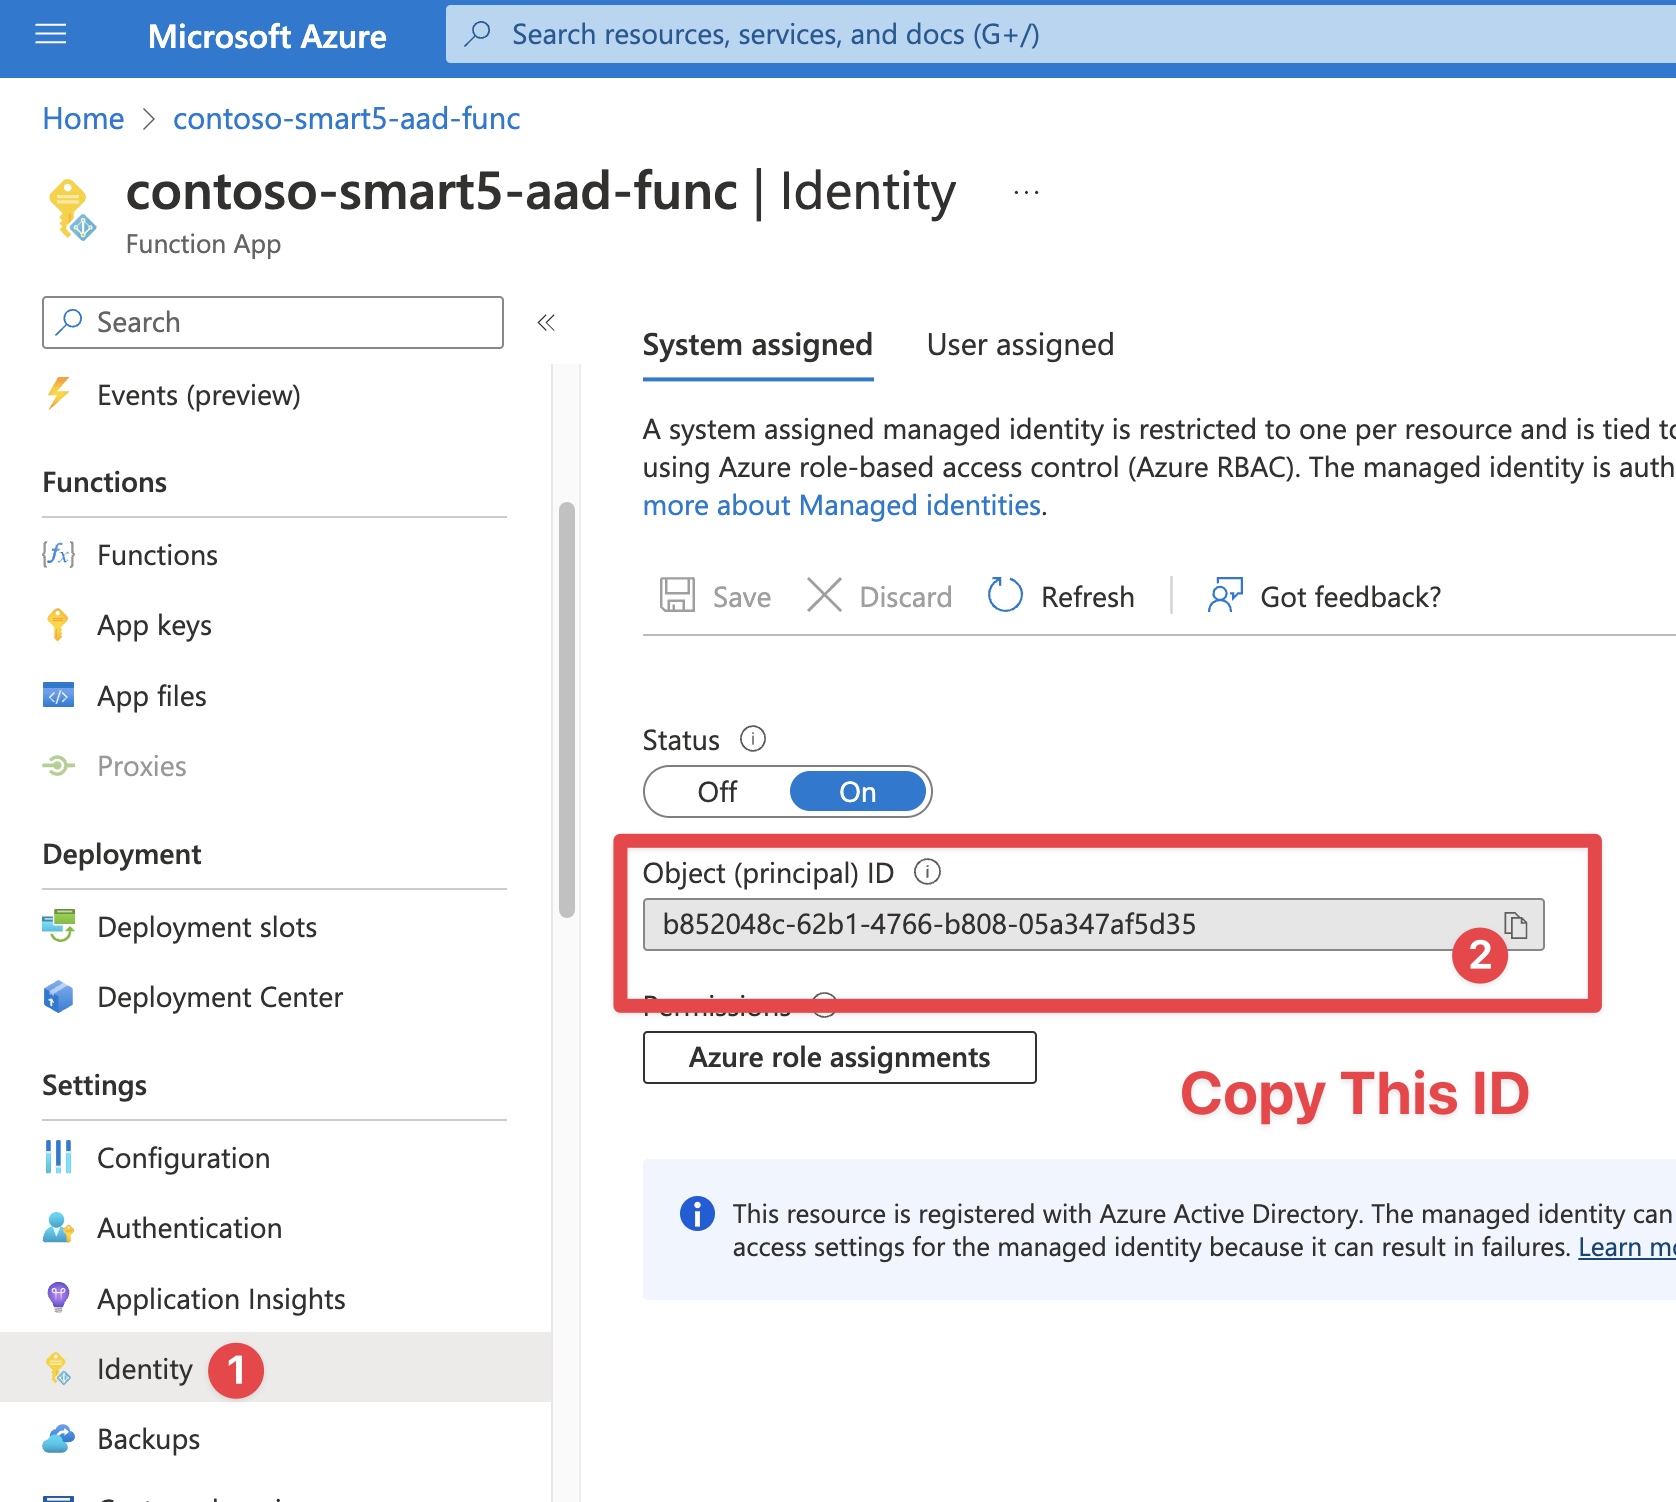 Microsoft Azure
Search resources, services, and docs (G+/)
Home > contoso-smart5-aad-func
contoso-smart5-aad-func | Identity ...
Function App
Search
«
Events (preview)
Functions
Functions
App keys
App files
Proxies
Deployment
Deployment slots
Deployment Center
Settings
Configuration
Authentication
Application Insights
Identity 1
Backups
System assigned User assigned
A system assigned managed identity is restricted to one per resource and is tied to
using Azure role-based access control (Azure RBAC). The managed identity is auth
more about Managed identities.
Save Discard Refresh Got feedback?
Status
Off On
Object (principal) ID
b852048c-62b1-4766-b808-05a347af5d35
2
Permissions
Azure role assignments
Copy This ID
This resource is registered with Azure Active Directory. The managed identity can
access settings for the managed identity because it can result in failures. Learn mo